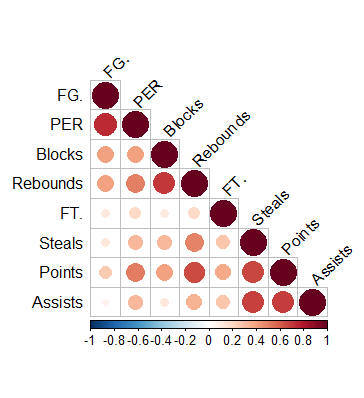 FG.
PER
Blocks
Rebounds
FT.
Steals
Points
Assists
FG.
PER
Blocks
Rebounds
FT.
Steals
Points
Assists
-1 -0.8 -0.6 -0.4 -0.2 0 0.2 0.4 0.6 0.8 1